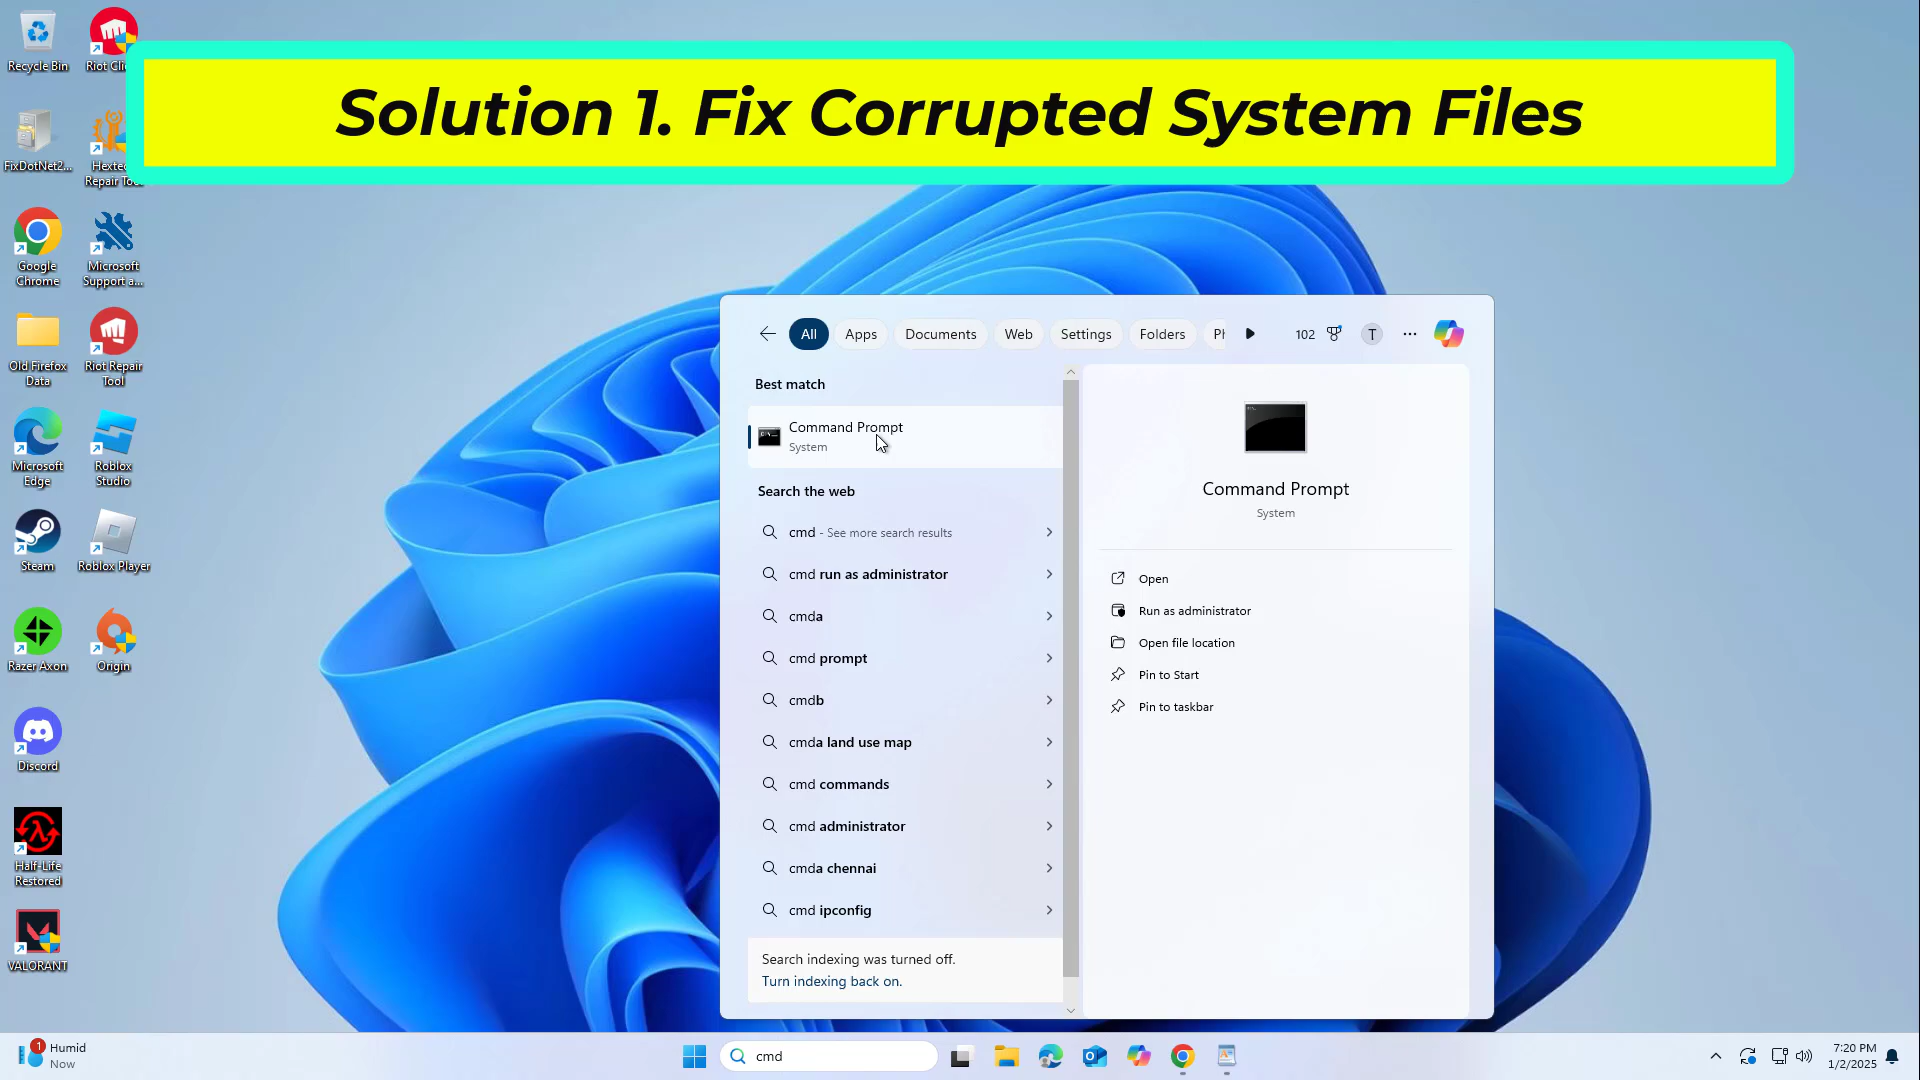 Solution 1. Fix Corrupted System Files
Recycle Bin
FixDotNet2...
Hextec
Repair Too
Google
Chrome
Microsoft
Support a...
Old Firefox
Data
Riot Repair
Tool
Microsoft
Edge
Roblox
Studio
Steam
Roblox Player
Razer Axon
Origin
Discord
Half-Life
Restored
VALORANT
Riot Cli
All
Apps
Documents
Web
Settings
Folders
Ph
102
T
Best match
Command Prompt
System
Search the web
cmd - See more search results
cmd run as administrator
cmda
cmd prompt
cmdb
cmda land use map
cmd commands
cmd administrator
cmda chennai
cmd ipconfig
Search indexing was turned off.
Turn indexing back on.
Command Prompt
System
Open
Run as administrator
Open file location
Pin to Start
Pin to taskbar
1
Humid
Now
cmd
7:20 PM
1/2/2025